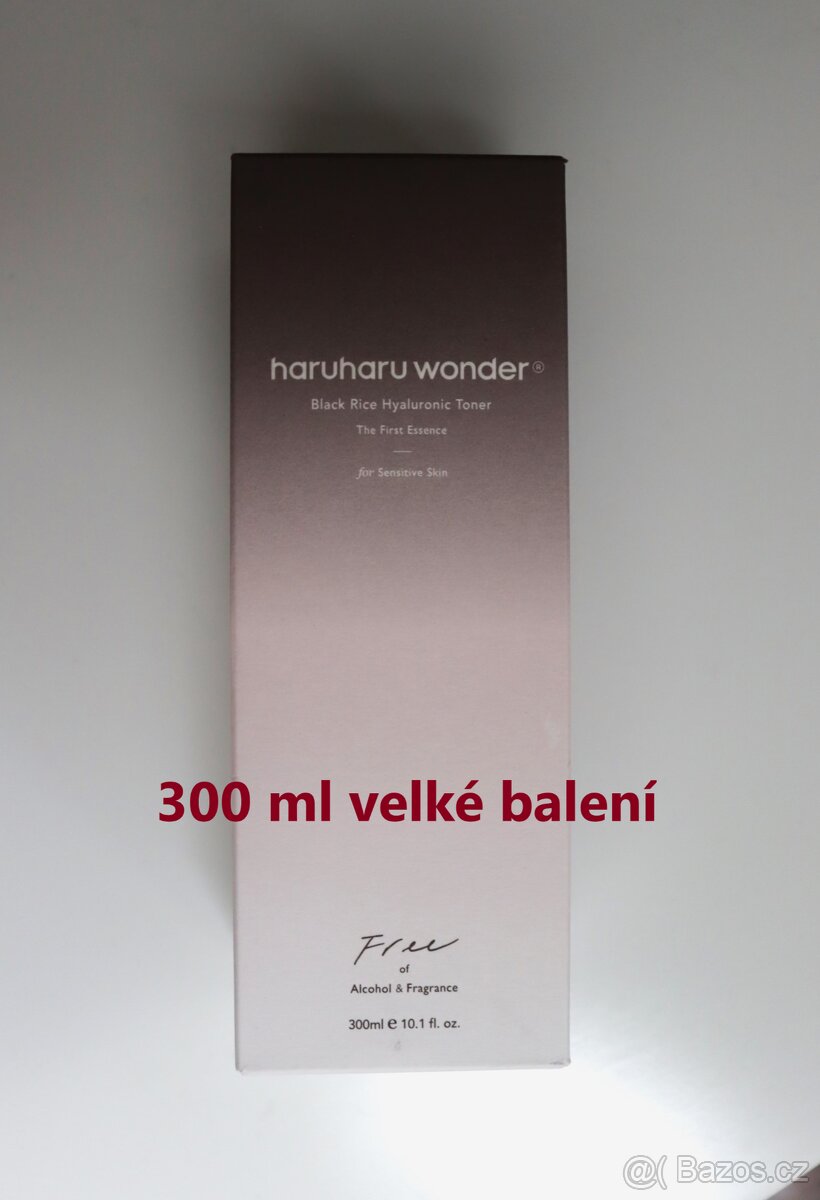 haruharu wonder®
Black Rice Hyaluronic Toner
The First Essence
for Sensitive Skin
300 ml velké balení
Free
of
Alcohol & Fragrance
300ml e 10.1 fl. oz.
@( Bazos.cz